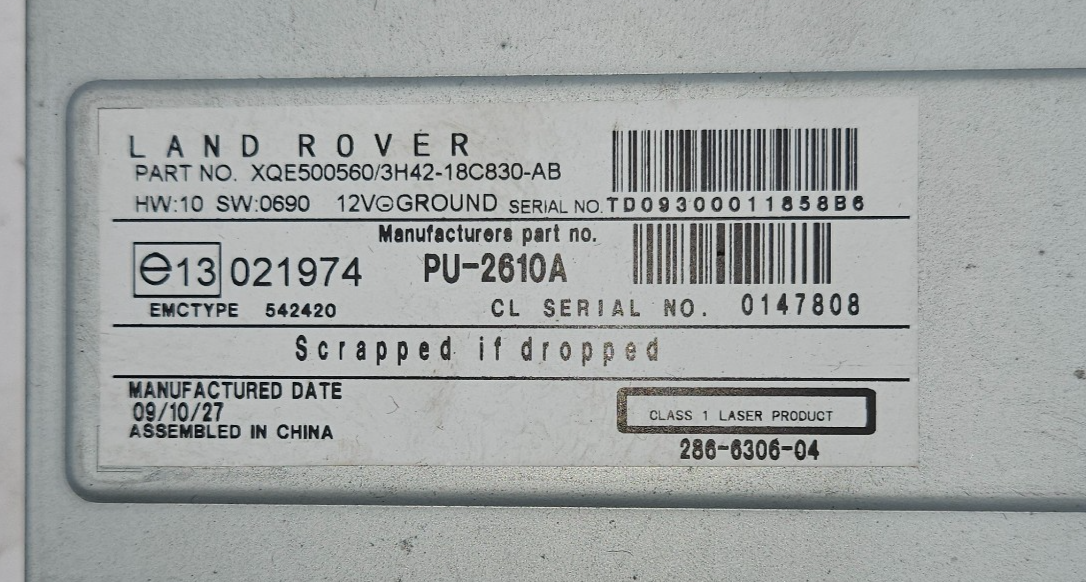 LAND ROVER
PART NO. XQE500560/3H42-18C830-AB
HW:10 SW:0690 12V⊖GROUND SERIAL NO.TD09300011858B6
Manufacturers part no.
e13 021974 PU-2610A
EMCTYPE 542420 CL SERIAL NO. 0147808
Scrapped if dropped
MANUFACTURED DATE
09/10/27
ASSEMBLED IN CHINA
CLASS 1 LASER PRODUCT
286-6306-04